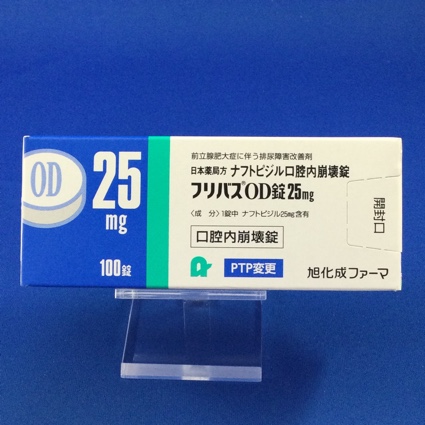 OD
25
mg
100錠
前立腺肥大症に伴う排尿障害改善剤
日本薬局方 ナフトピジル口腔内崩壊錠
フリバス®OD錠25mg
〈成 分〉1錠中 ナフトピジル25mg含有
口腔内崩壊錠
PTP変更
開封口
旭化成ファーマ